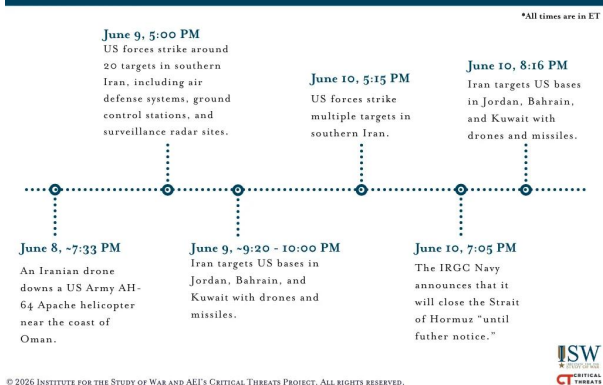 *All times are in ET
June 9, 5:00 PM
US forces strike around
20 targets in southern
Iran, including air
defense systems, ground
control stations, and
surveillance radar sites.
June 10, 5:15 PM
US forces strike
multiple targets in
southern Iran.
June 10, 8:16 PM
Iran targets US bases
in Jordan, Bahrain,
and Kuwait with
drones and missiles.
June 8, ~7:33 PM
An Iranian drone
downs a US Army AH-
64 Apache helicopter
near the coast of
Oman.
June 9, ~9:20 - 10:00 PM
Iran targets US bases in
Jordan, Bahrain, and
Kuwait with drones and
missiles.
June 10, 7:05 PM
The IRGC Navy
announces that it
will close the Strait
of Hormuz “until
futher notice.”
ISW
CT CRITICAL
THREATS
© 2026 Institute for the Study of War and AEI's Critical Threats Project. All rights reserved.